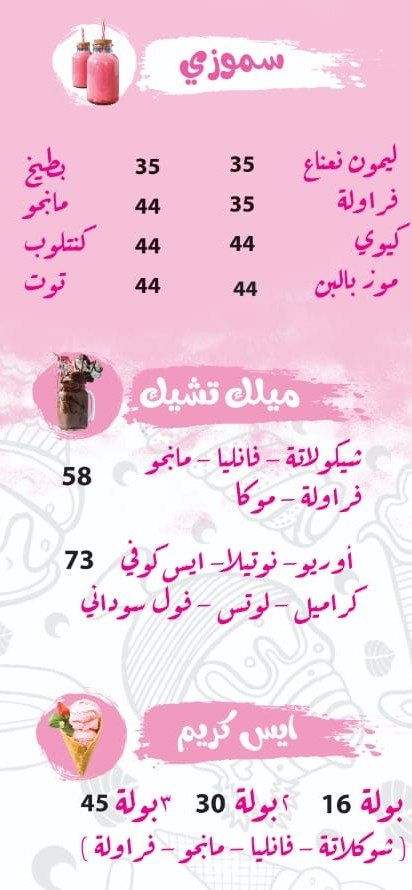 سموزي
ليمون نعناع 35 بطيخ 35
فراولة 35 مانجو 44
كيوي 44 كنتلوب 44
موز بالبن 44 توت 44
ميلك تشيك
شيكولاتة - فانليا - مانجو
فراولة - موكا 58
أوريو - نوتيلا - ايس كوفي 73
كراميل - لوتس - فول سوداني
ايس كريم
بولة 16 ٢بولة 30 ٣بولة 45
( شوكلاتة - فانليا - مانجو - فراولة )